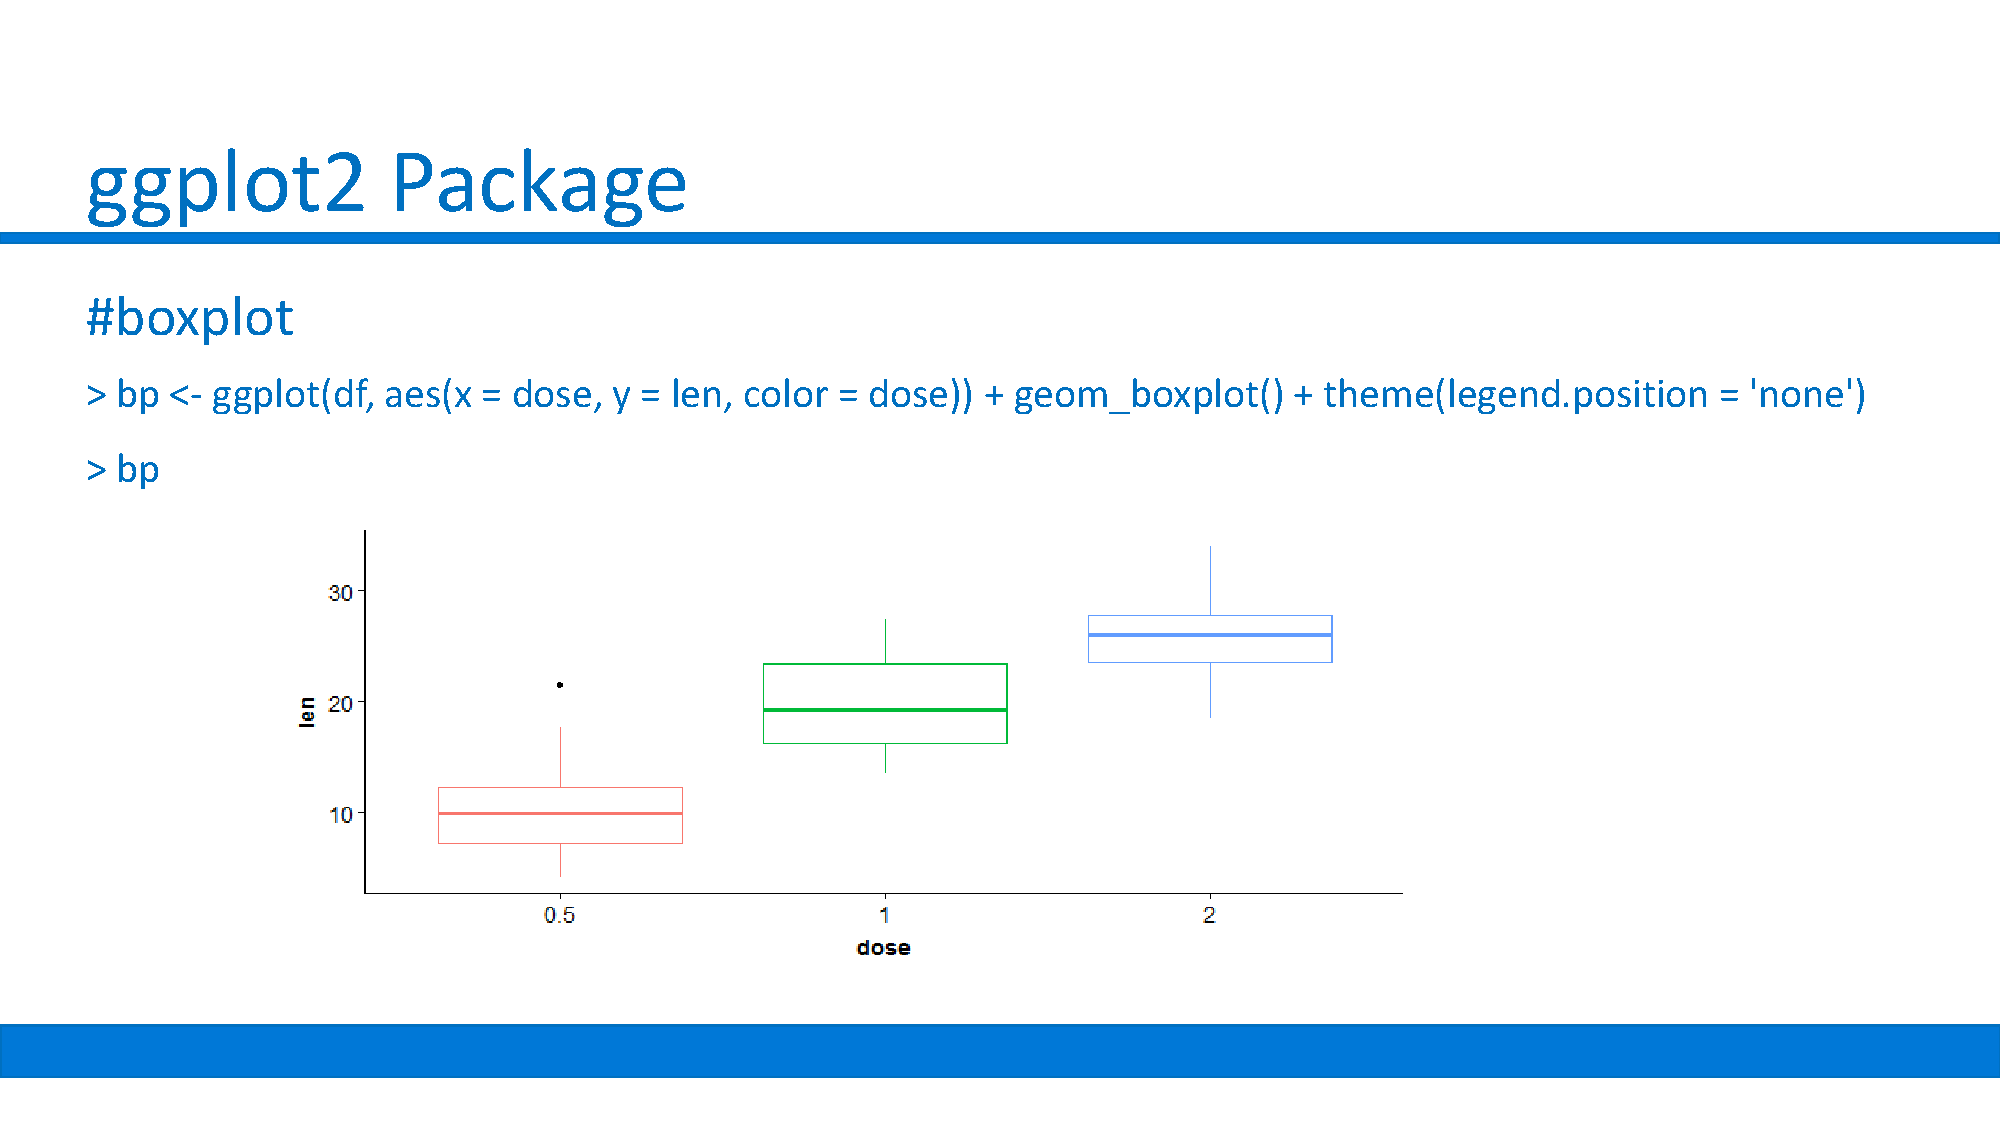 ggplot2 Package
#boxplot
> bp <- ggplot(df, aes(x = dose, y = len, color = dose)) + geom_boxplot() + theme(legend.position = 'none')
> bp
30
20
10
len
0.5 1 2
dose